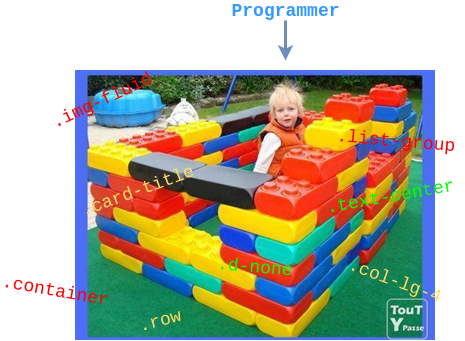 Programmer
.img-fluid
.list-group
card-title
.text-center
.d-none
.col-lg-4
.container
.row
TouT
Y Passe